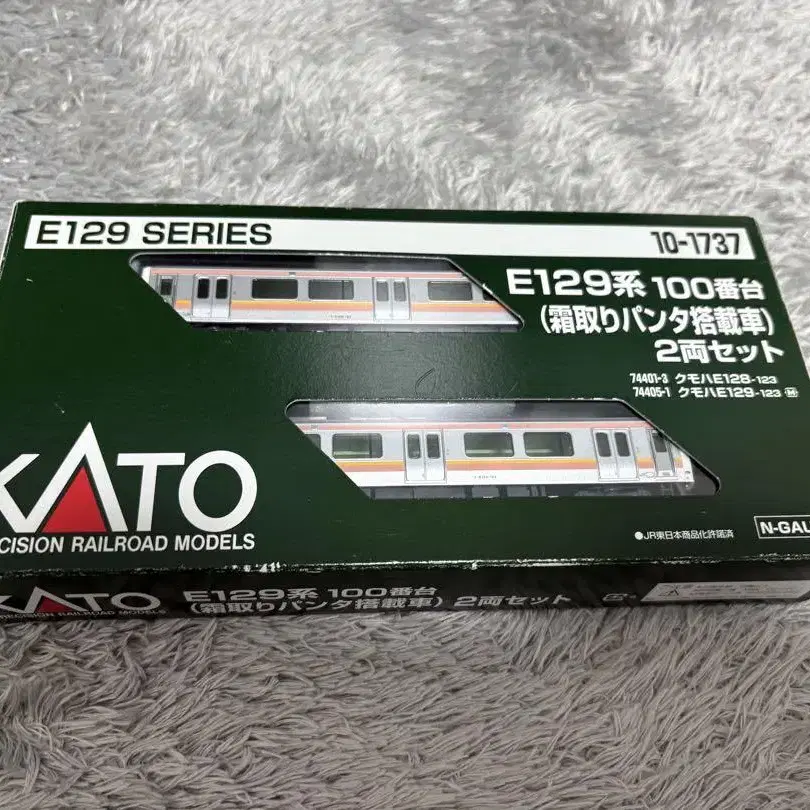 E129 SERIES
10-1737
E129系 100番台
(霜取りパンタ搭載車)
2両セット
74401-3 クモハE128-123
74405-1 クモハE129-123 M
KATO
CISION RAILROAD MODELS
●JR東日本商品化許諾済
N-GAU
KATO
RECISION RAILROAD MODELS
E129系 100番台
(霜取りパンタ搭載車) 2両セット